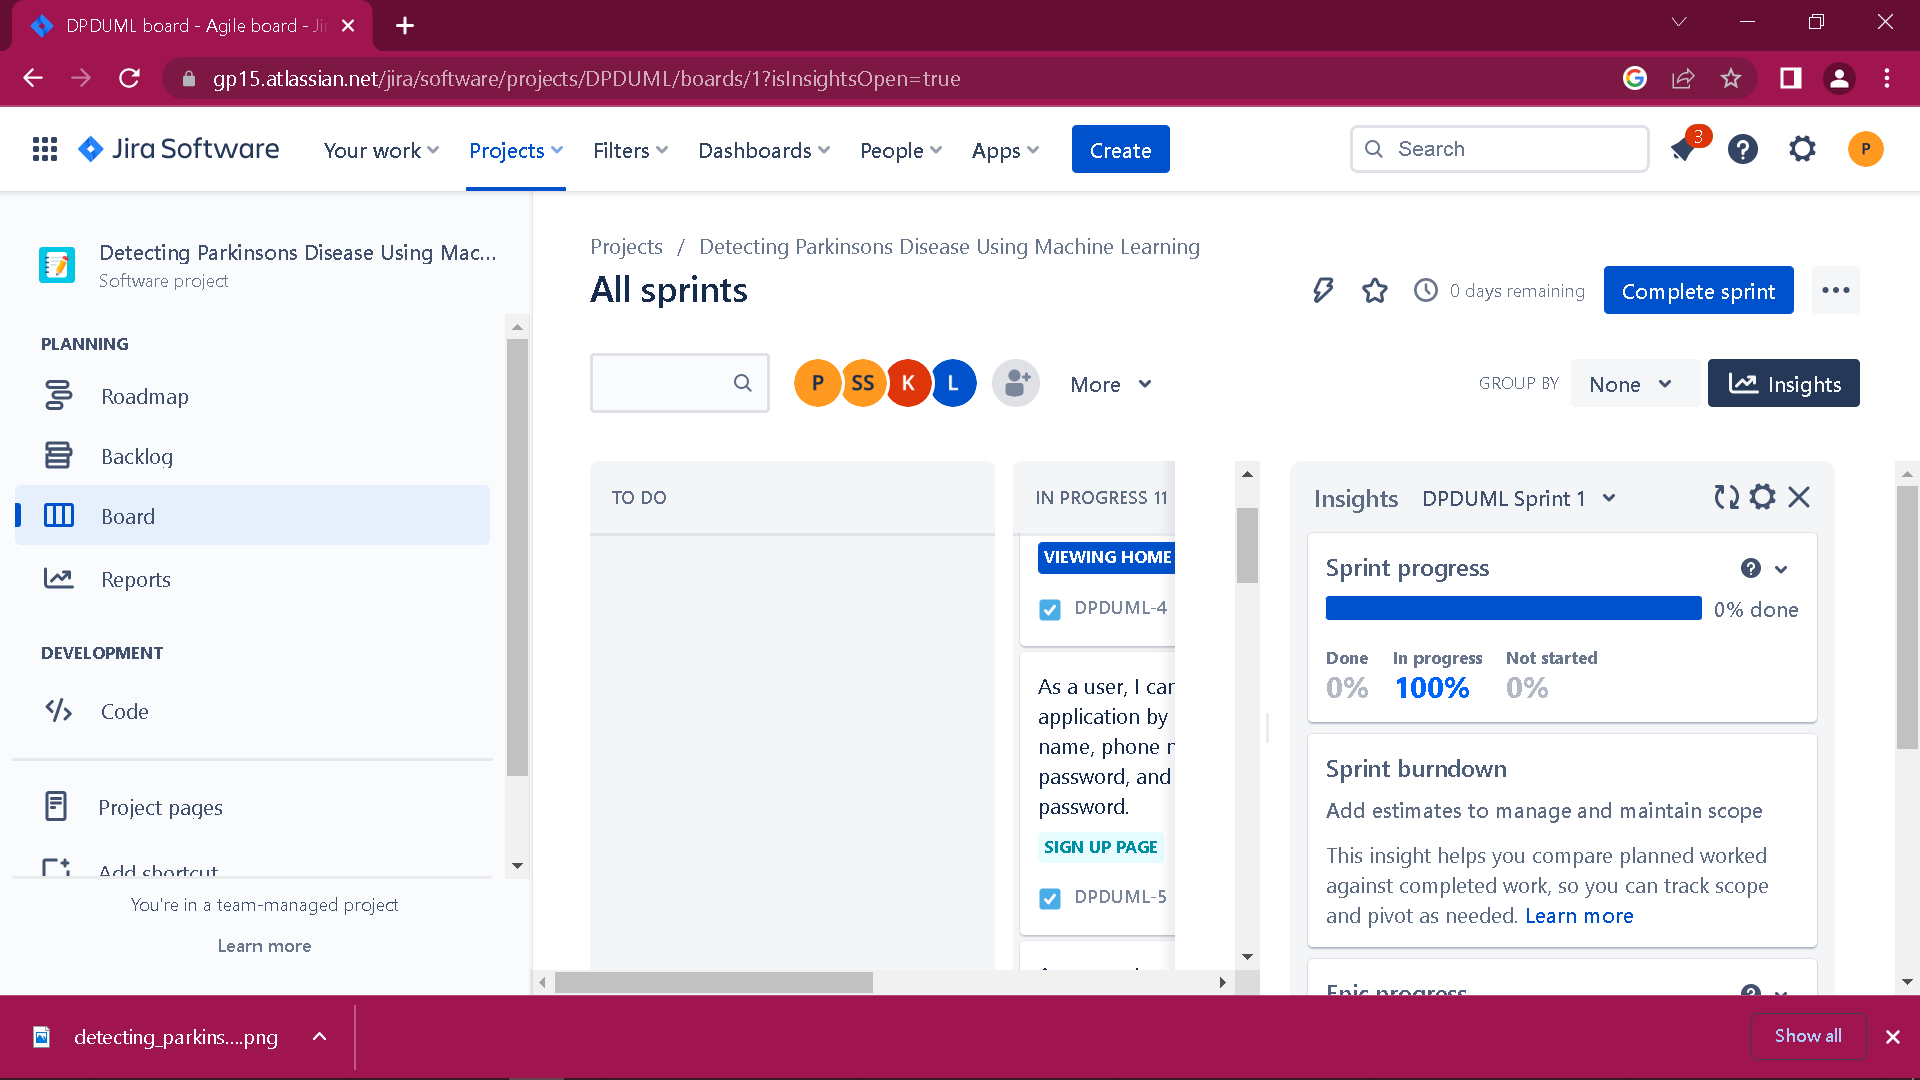 DPDUML board - Agile board - Ji
gp15.atlassian.net/jira/software/projects/DPDUML/boards/1?isInsightsOpen=true
Jira Software
Your work
Projects
Filters
Dashboards
People
Apps
Create
Search
3
P
Detecting Parkinsons Disease Using Mac...
Software project
PLANNING
Roadmap
Backlog
Board
Reports
DEVELOPMENT
Code
Project pages
Add shortcut
You're in a team-managed project
Learn more
Projects / Detecting Parkinsons Disease Using Machine Learning
All sprints
0 days remaining
Complete sprint
P SS K L
More
GROUP BY
None
Insights
TO DO
IN PROGRESS 11
VIEWING HOME
DPDUML-4
As a user, I can
application by
name, phone n
password, and
password.
SIGN UP PAGE
DPDUML-5
Insights
DPDUML Sprint 1
Sprint progress
0% done
Done In progress Not started
0% 100% 0%
Sprint burndown
Add estimates to manage and maintain scope
This insight helps you compare planned worked
against completed work, so you can track scope
and pivot as needed. Learn more
Epic progress
detecting_parkins....png
Show all